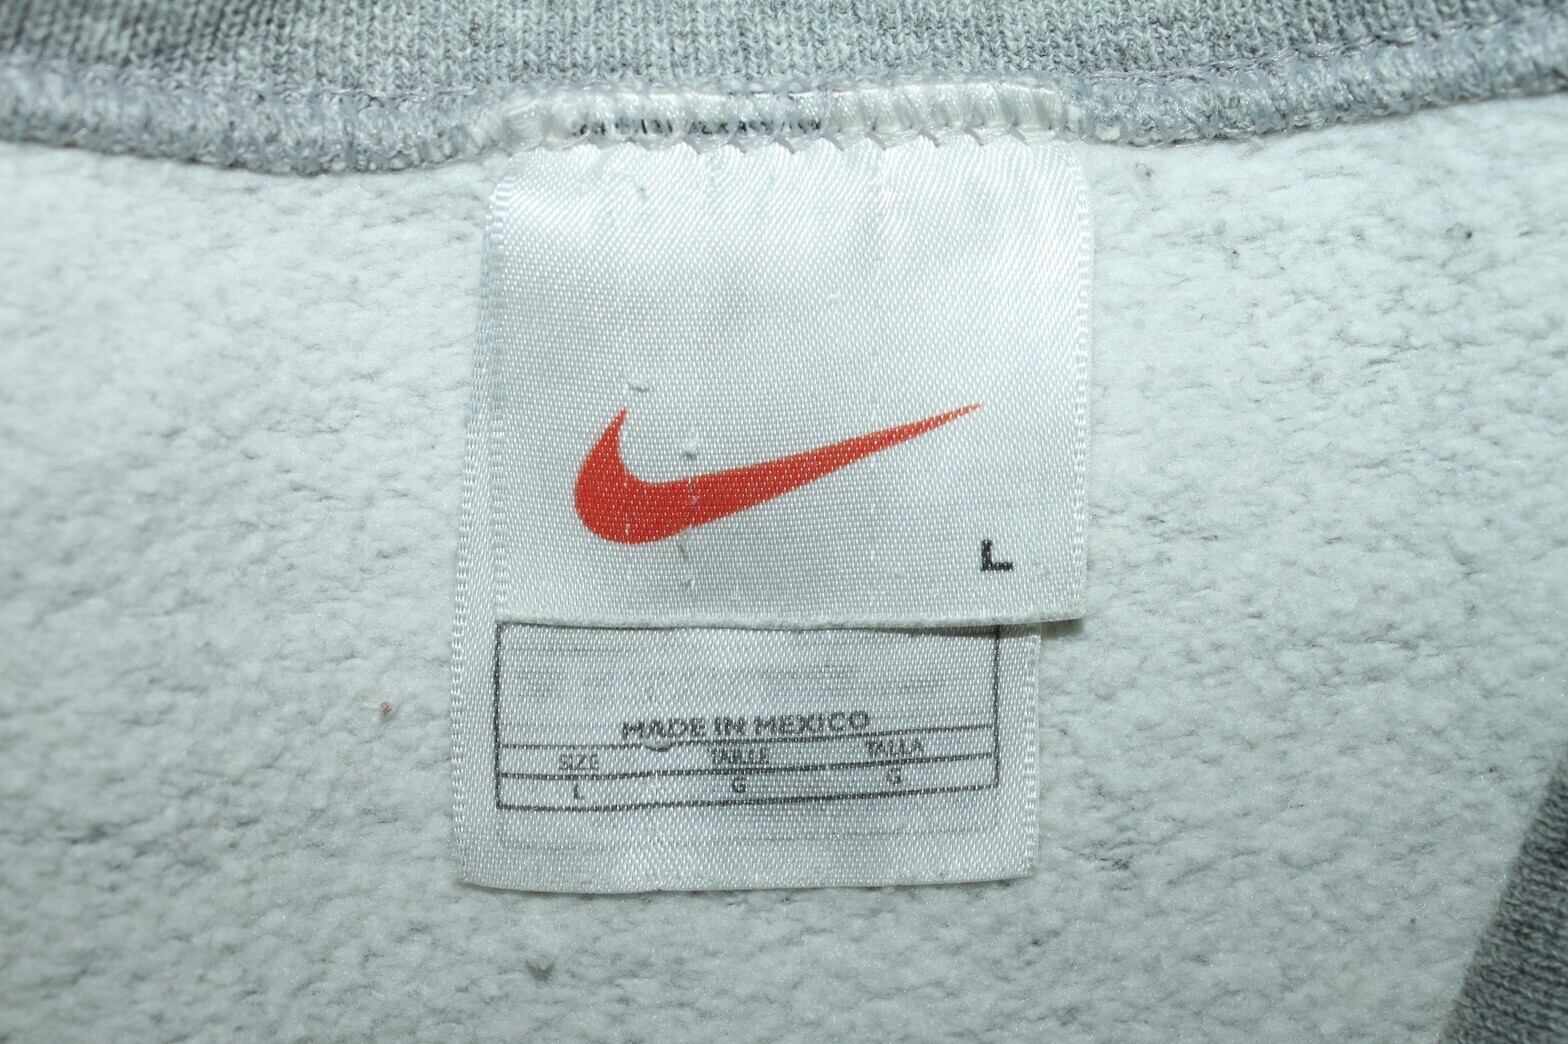 L
MADE IN MEXICO
SIZE TAILLE TALLA
L G G